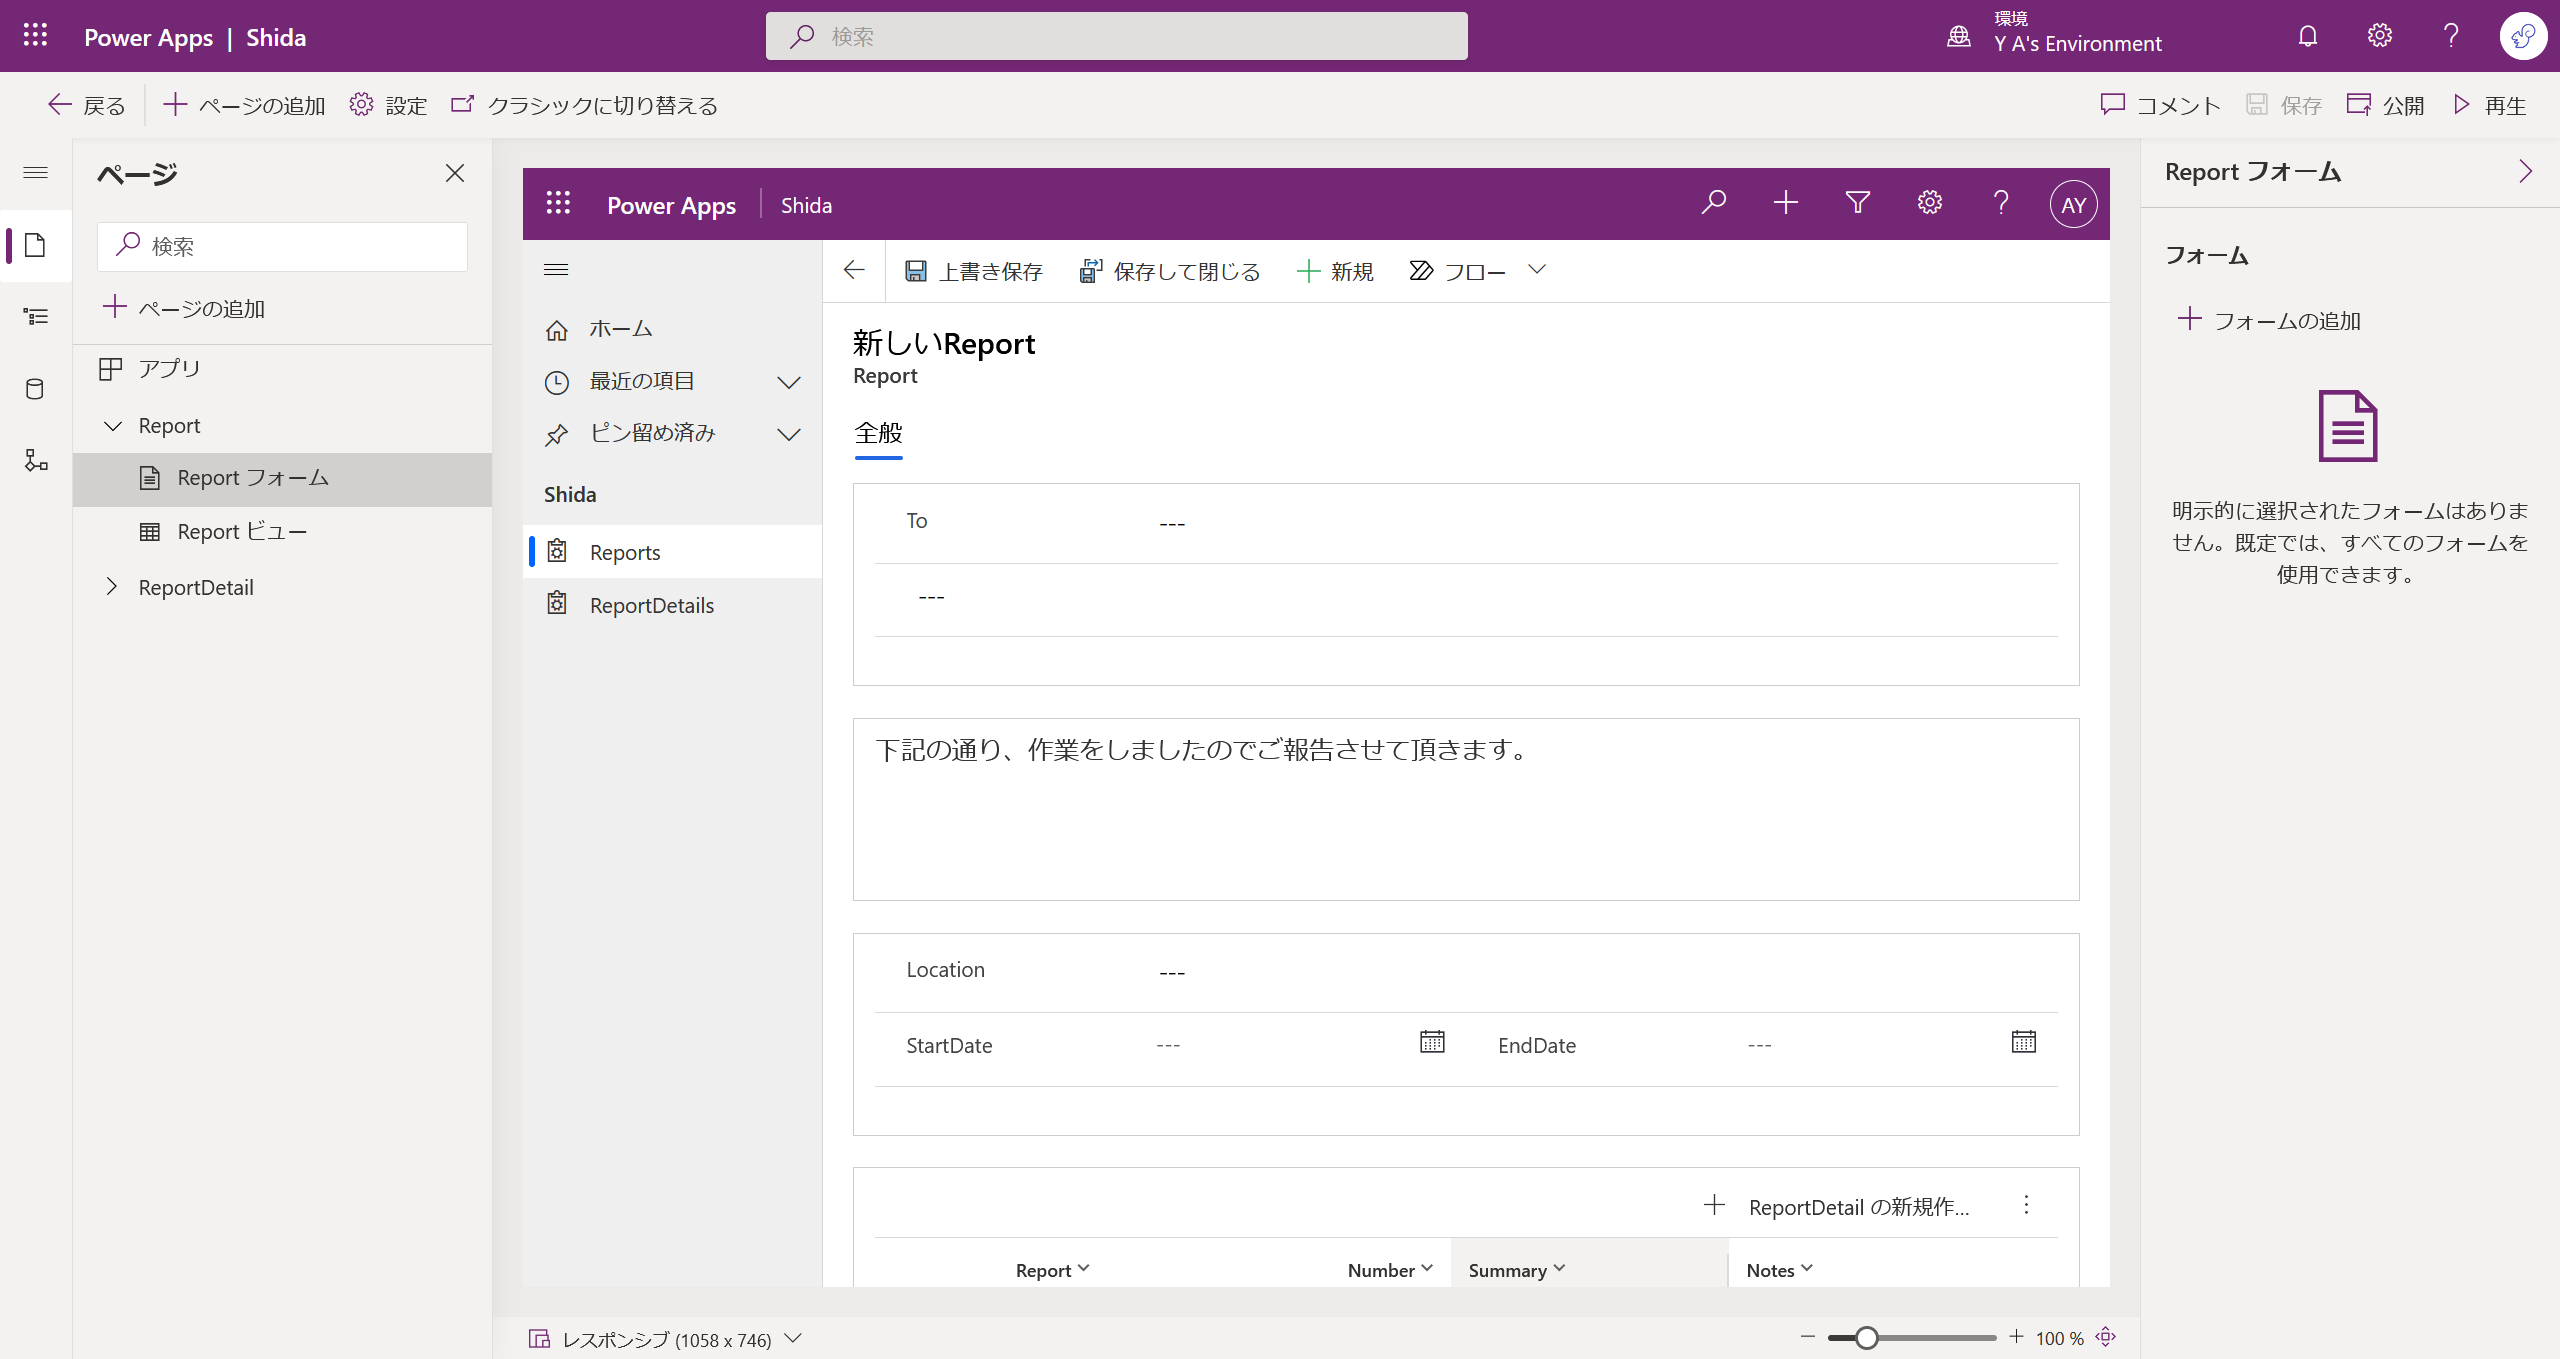 Power Apps | Shida
検索
環境
Y A's Environment
戻る
ページの追加
設定
クラシックに切り替える
コメント
保存
公開
再生
ページ
検索
ページの追加
アプリ
Report
Report フォーム
Report ビュー
ReportDetail
Power Apps
Shida
AY
ホーム
最近の項目
ピン留め済み
Shida
Reports
ReportDetails
上書き保存
保存して閉じる
新規
フロー
新しいReport
Report
全般
To
---
---
下記の通り、作業をしましたのでご報告させて頂きます。
Location
---
StartDate
---
EndDate
---
ReportDetail の新規作...
Report
Number
Summary
Notes
レスポンシブ (1058 x 746)
100 %
Report フォーム
フォーム
フォームの追加
明示的に選択されたフォームはありま
せん。既定では、すべてのフォームを
使用できます。